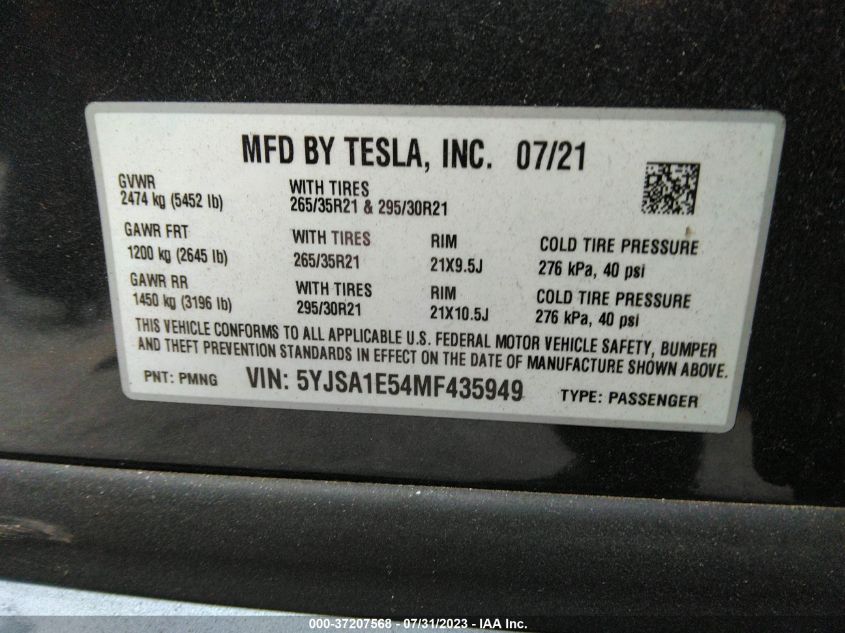 MFD BY TESLA, INC. 07/21
GVWR
2474 kg (5452 lb)
WITH TIRES
265/35R21 & 295/30R21
GAWR FRT
1200 kg (2645 lb)
WITH TIRES
265/35R21
RIM
21X9.5J
COLD TIRE PRESSURE
276 kPa, 40 psi
GAWR RR
1450 kg (3196 lb)
WITH TIRES
295/30R21
RIM
21X10.5J
COLD TIRE PRESSURE
276 kPa, 40 psi
THIS VEHICLE CONFORMS TO ALL APPLICABLE U.S. FEDERAL MOTOR VEHICLE SAFETY, BUMPER
AND THEFT PREVENTION STANDARDS IN EFFECT ON THE DATE OF MANUFACTURE SHOWN ABOVE.
PNT: PMNG VIN: 5YJSA1E54MF435949 TYPE: PASSENGER
000-37207568 - 07/31/2023 - IAA Inc.